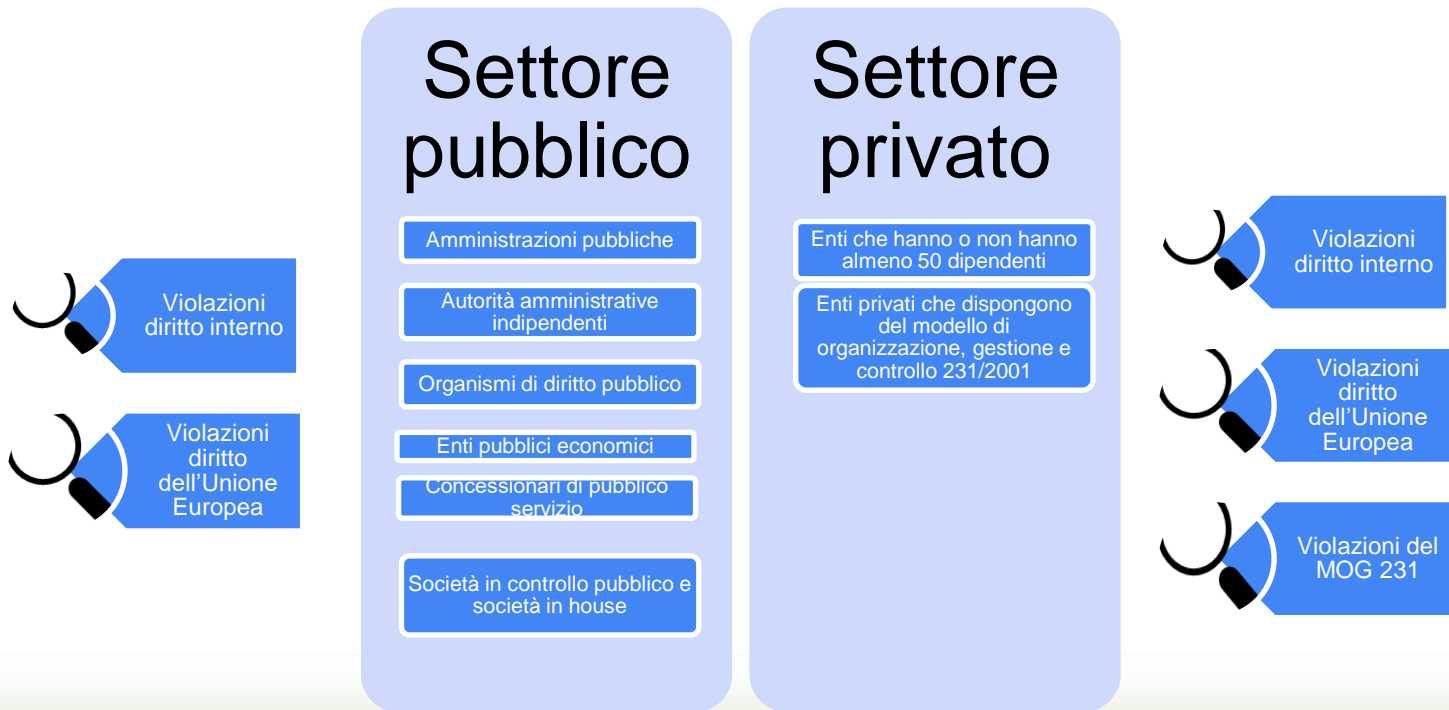 Settore
pubblico
Amministrazioni pubbliche
Autorità amministrative
indipendenti
Organismi di diritto pubblico
Enti pubblici economici
Concessionari di pubblico
servizio
Società in controllo pubblico e
società in house
Settore
privato
Enti che hanno o non hanno
almeno 50 dipendenti
Enti privati che dispongono
del modello di
organizzazione, gestione e
controllo 231/2001
Violazioni
diritto interno
Violazioni
diritto
dell’Unione
Europea
Violazioni
diritto interno
Violazioni
diritto
dell’Unione
Europea
Violazioni del
MOG 231